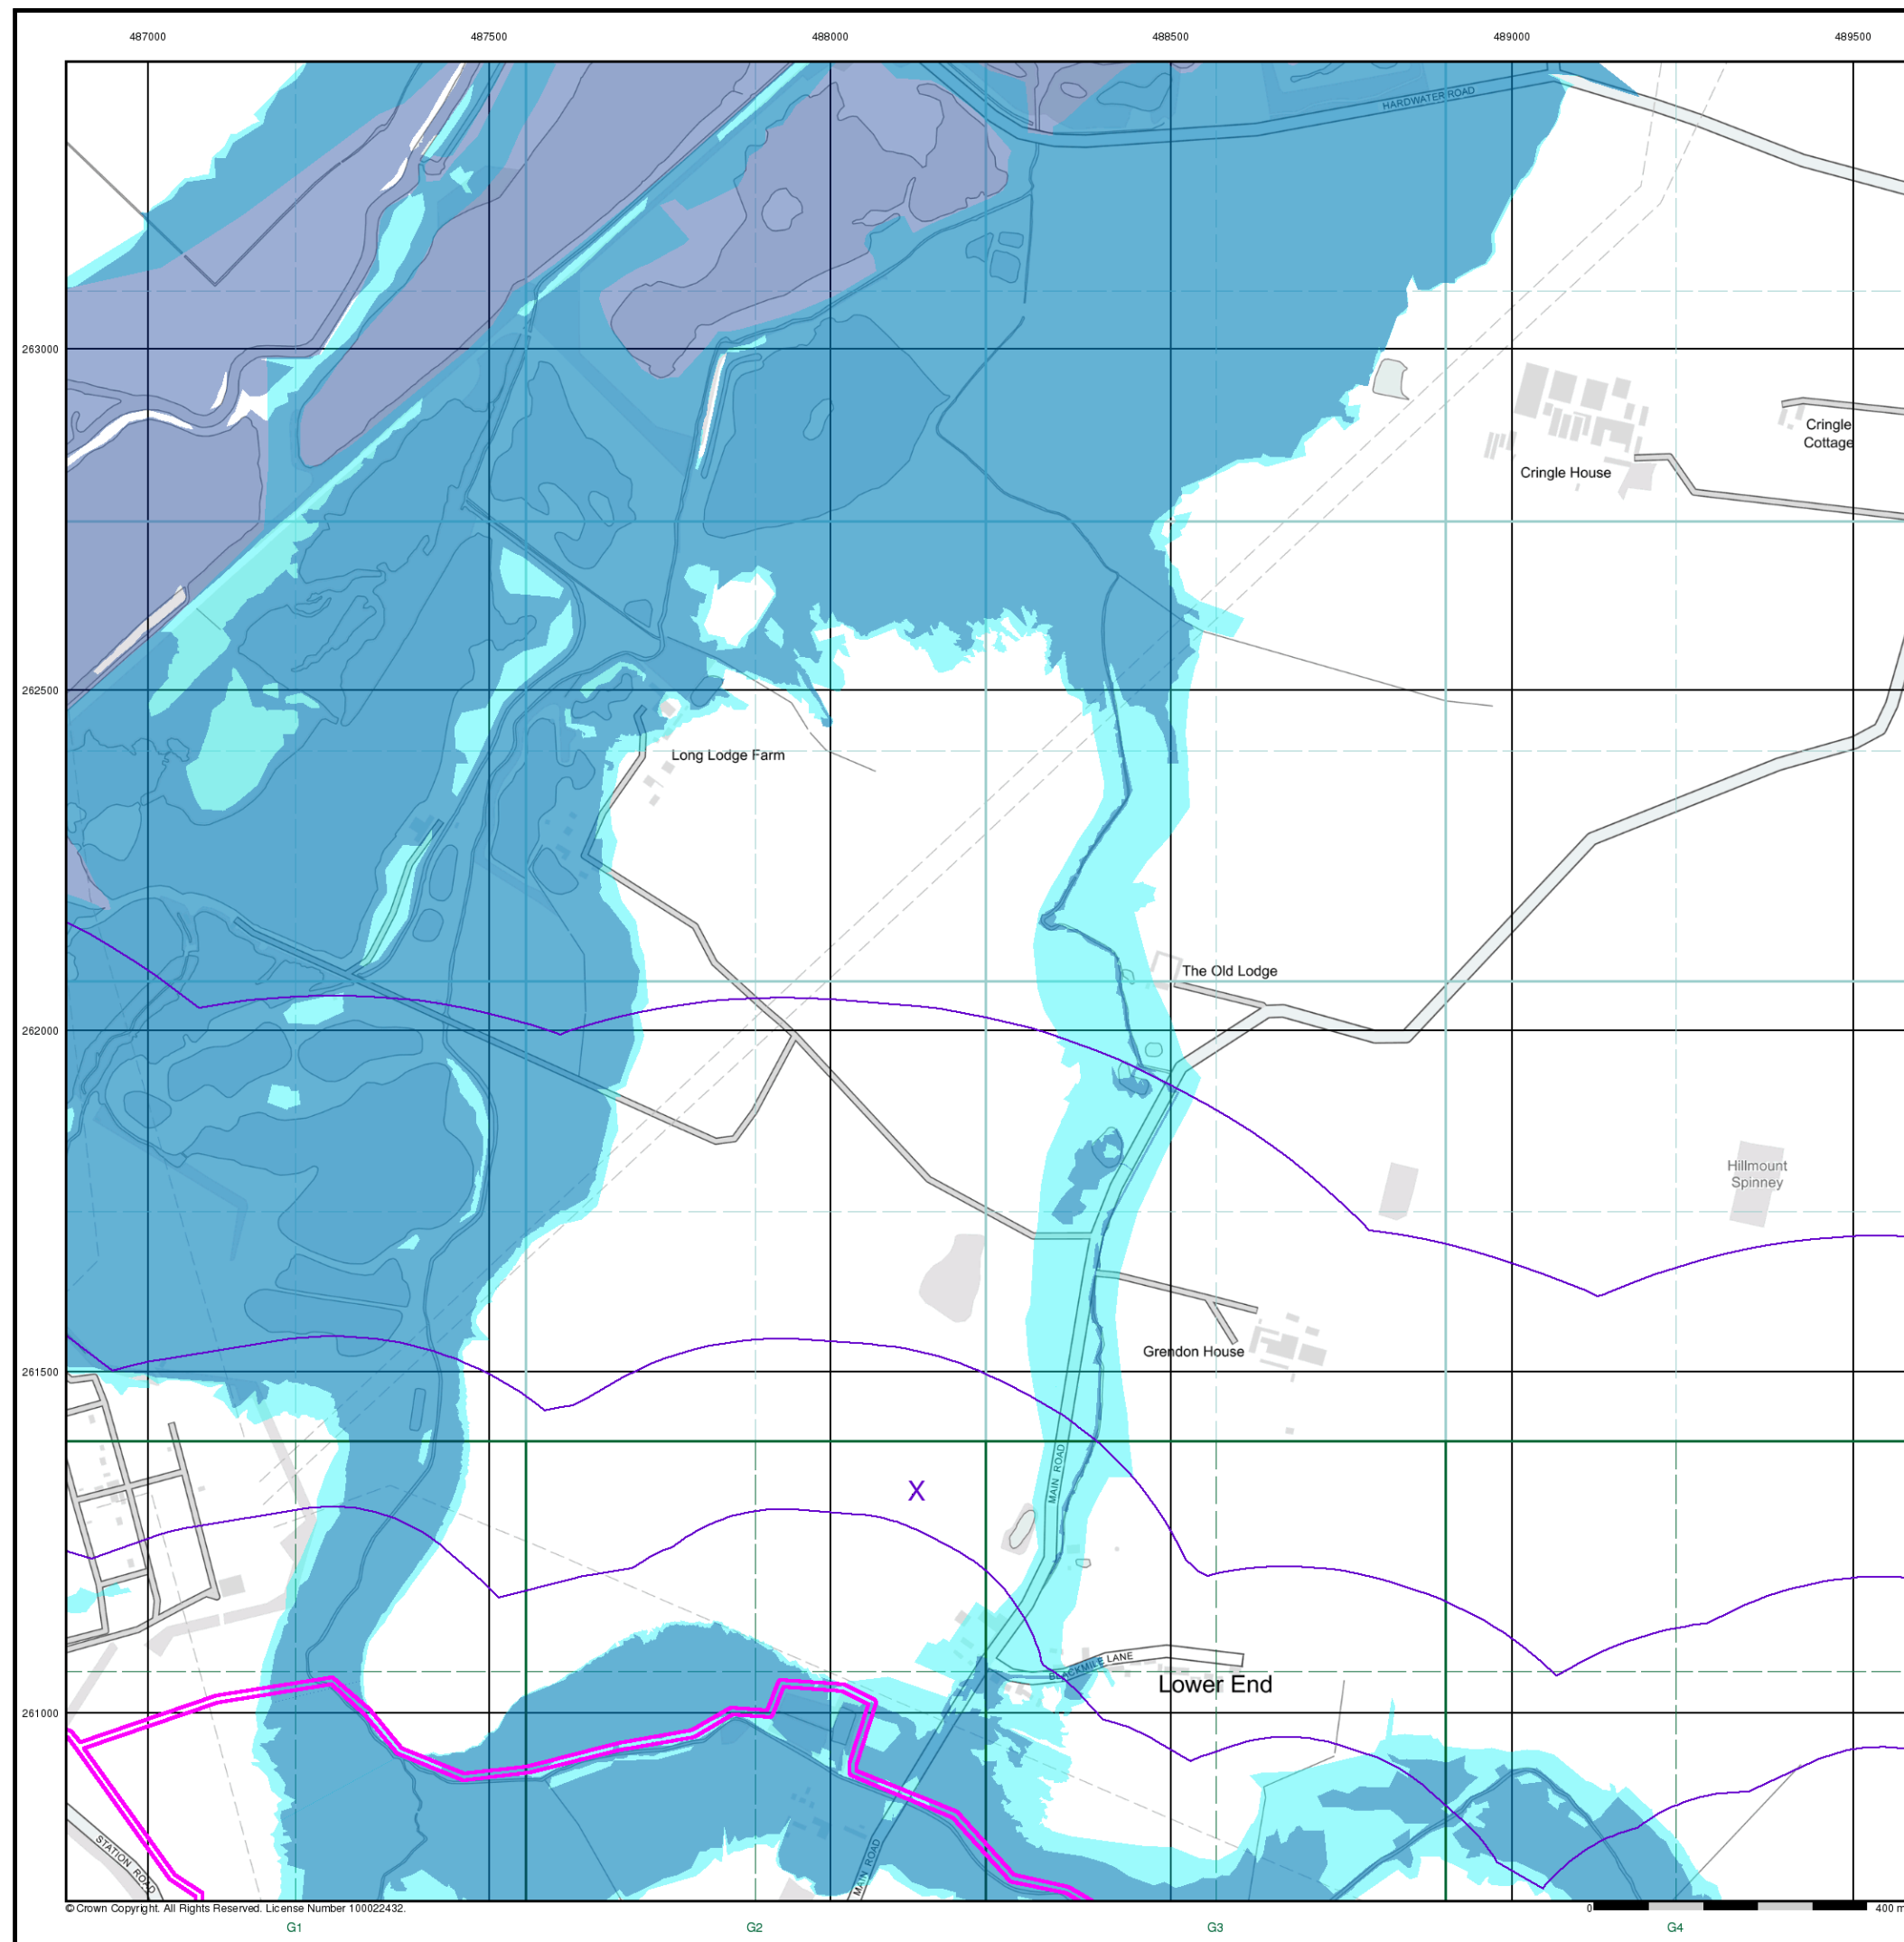 487000 487500 488000 488500 489000 489500
HARDWATER ROAD
263000
Cringle
Cottage
Cringle House
262500
Long Lodge Farm
The Old Lodge
262000
Hillmount
Spinney
Grendon House
261500
MAIN ROAD
X
BLACKMILE LANE
Lower End
261000
STATION ROAD
MAIN ROAD
© Crown Copyright. All Rights Reserved. License Number 100022432.
0 400 m
G1 G2 G3 G4